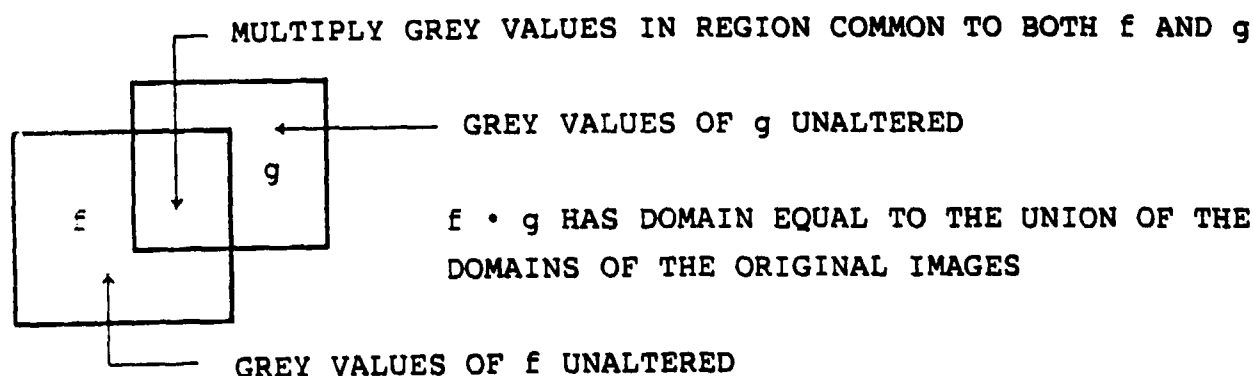 MULTIPLY GREY VALUES IN REGION COMMON TO BOTH f AND g
GREY VALUES OF g UNALTERED
g
f
f • g HAS DOMAIN EQUAL TO THE UNION OF THE
DOMAINS OF THE ORIGINAL IMAGES
GREY VALUES OF f UNALTERED